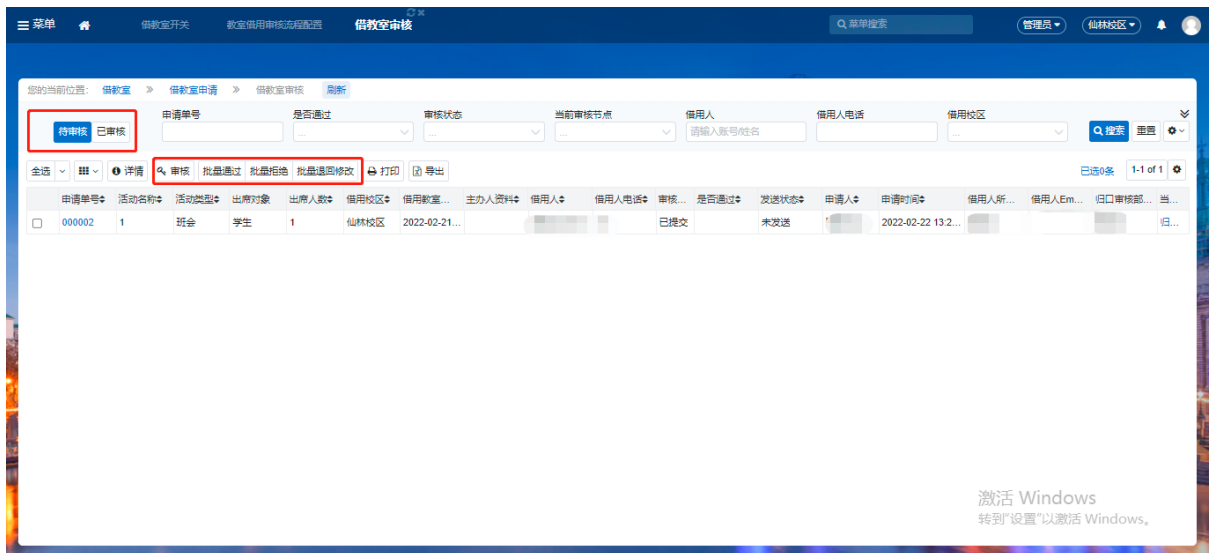 菜单 借教室开关 教室借用审核流程配置 借教室审核 菜单搜索 管理员 仙林校区
您的当前位置: 借教室 » 借教室申请 » 借教室审核 刷新
申请单号 是否通过 审核状态 当前审核节点 借用人 借用人电话 借用校区
待审核 已审核 ... ... ... 请输入账号/姓名 ... 搜索 重置
全选 详情 审核 批量通过 批量拒绝 批量退回修改 打印 导出 已选0条 1-1 of 1
申请单号 活动名称 活动类型 出席对象 出席人数 借用校区 借用教室... 主办人资料 借用人 借用人电话 审核... 是否通过 发送状态 申请人 申请时间 借用人所... 借用人Em... 归口审核部... 当...
000002 1 班会 学生 1 仙林校区 2022-02-21... 已提交 未发送 2022-02-22 13:2... 归...
激活 Windows
转到"设置"以激活 Windows。